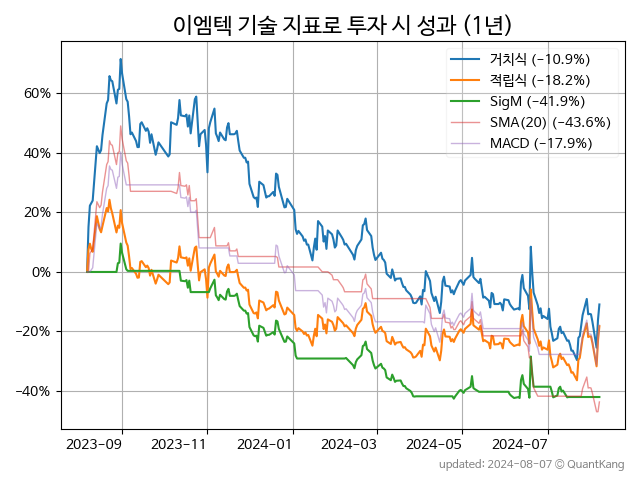 이엠텍 기술 지표로 투자 시 성과 (1년)
거치식 (−10.9%)
적립식 (−18.2%)
SigM (−41.9%)
SMA(20) (−43.6%)
MACD (−17.9%)
60%
40%
20%
0%
−20%
−40%
2023-09
2023-11
2024-01
2024-03
2024-05
2024-07
updated: 2024-08-07 © QuantKang